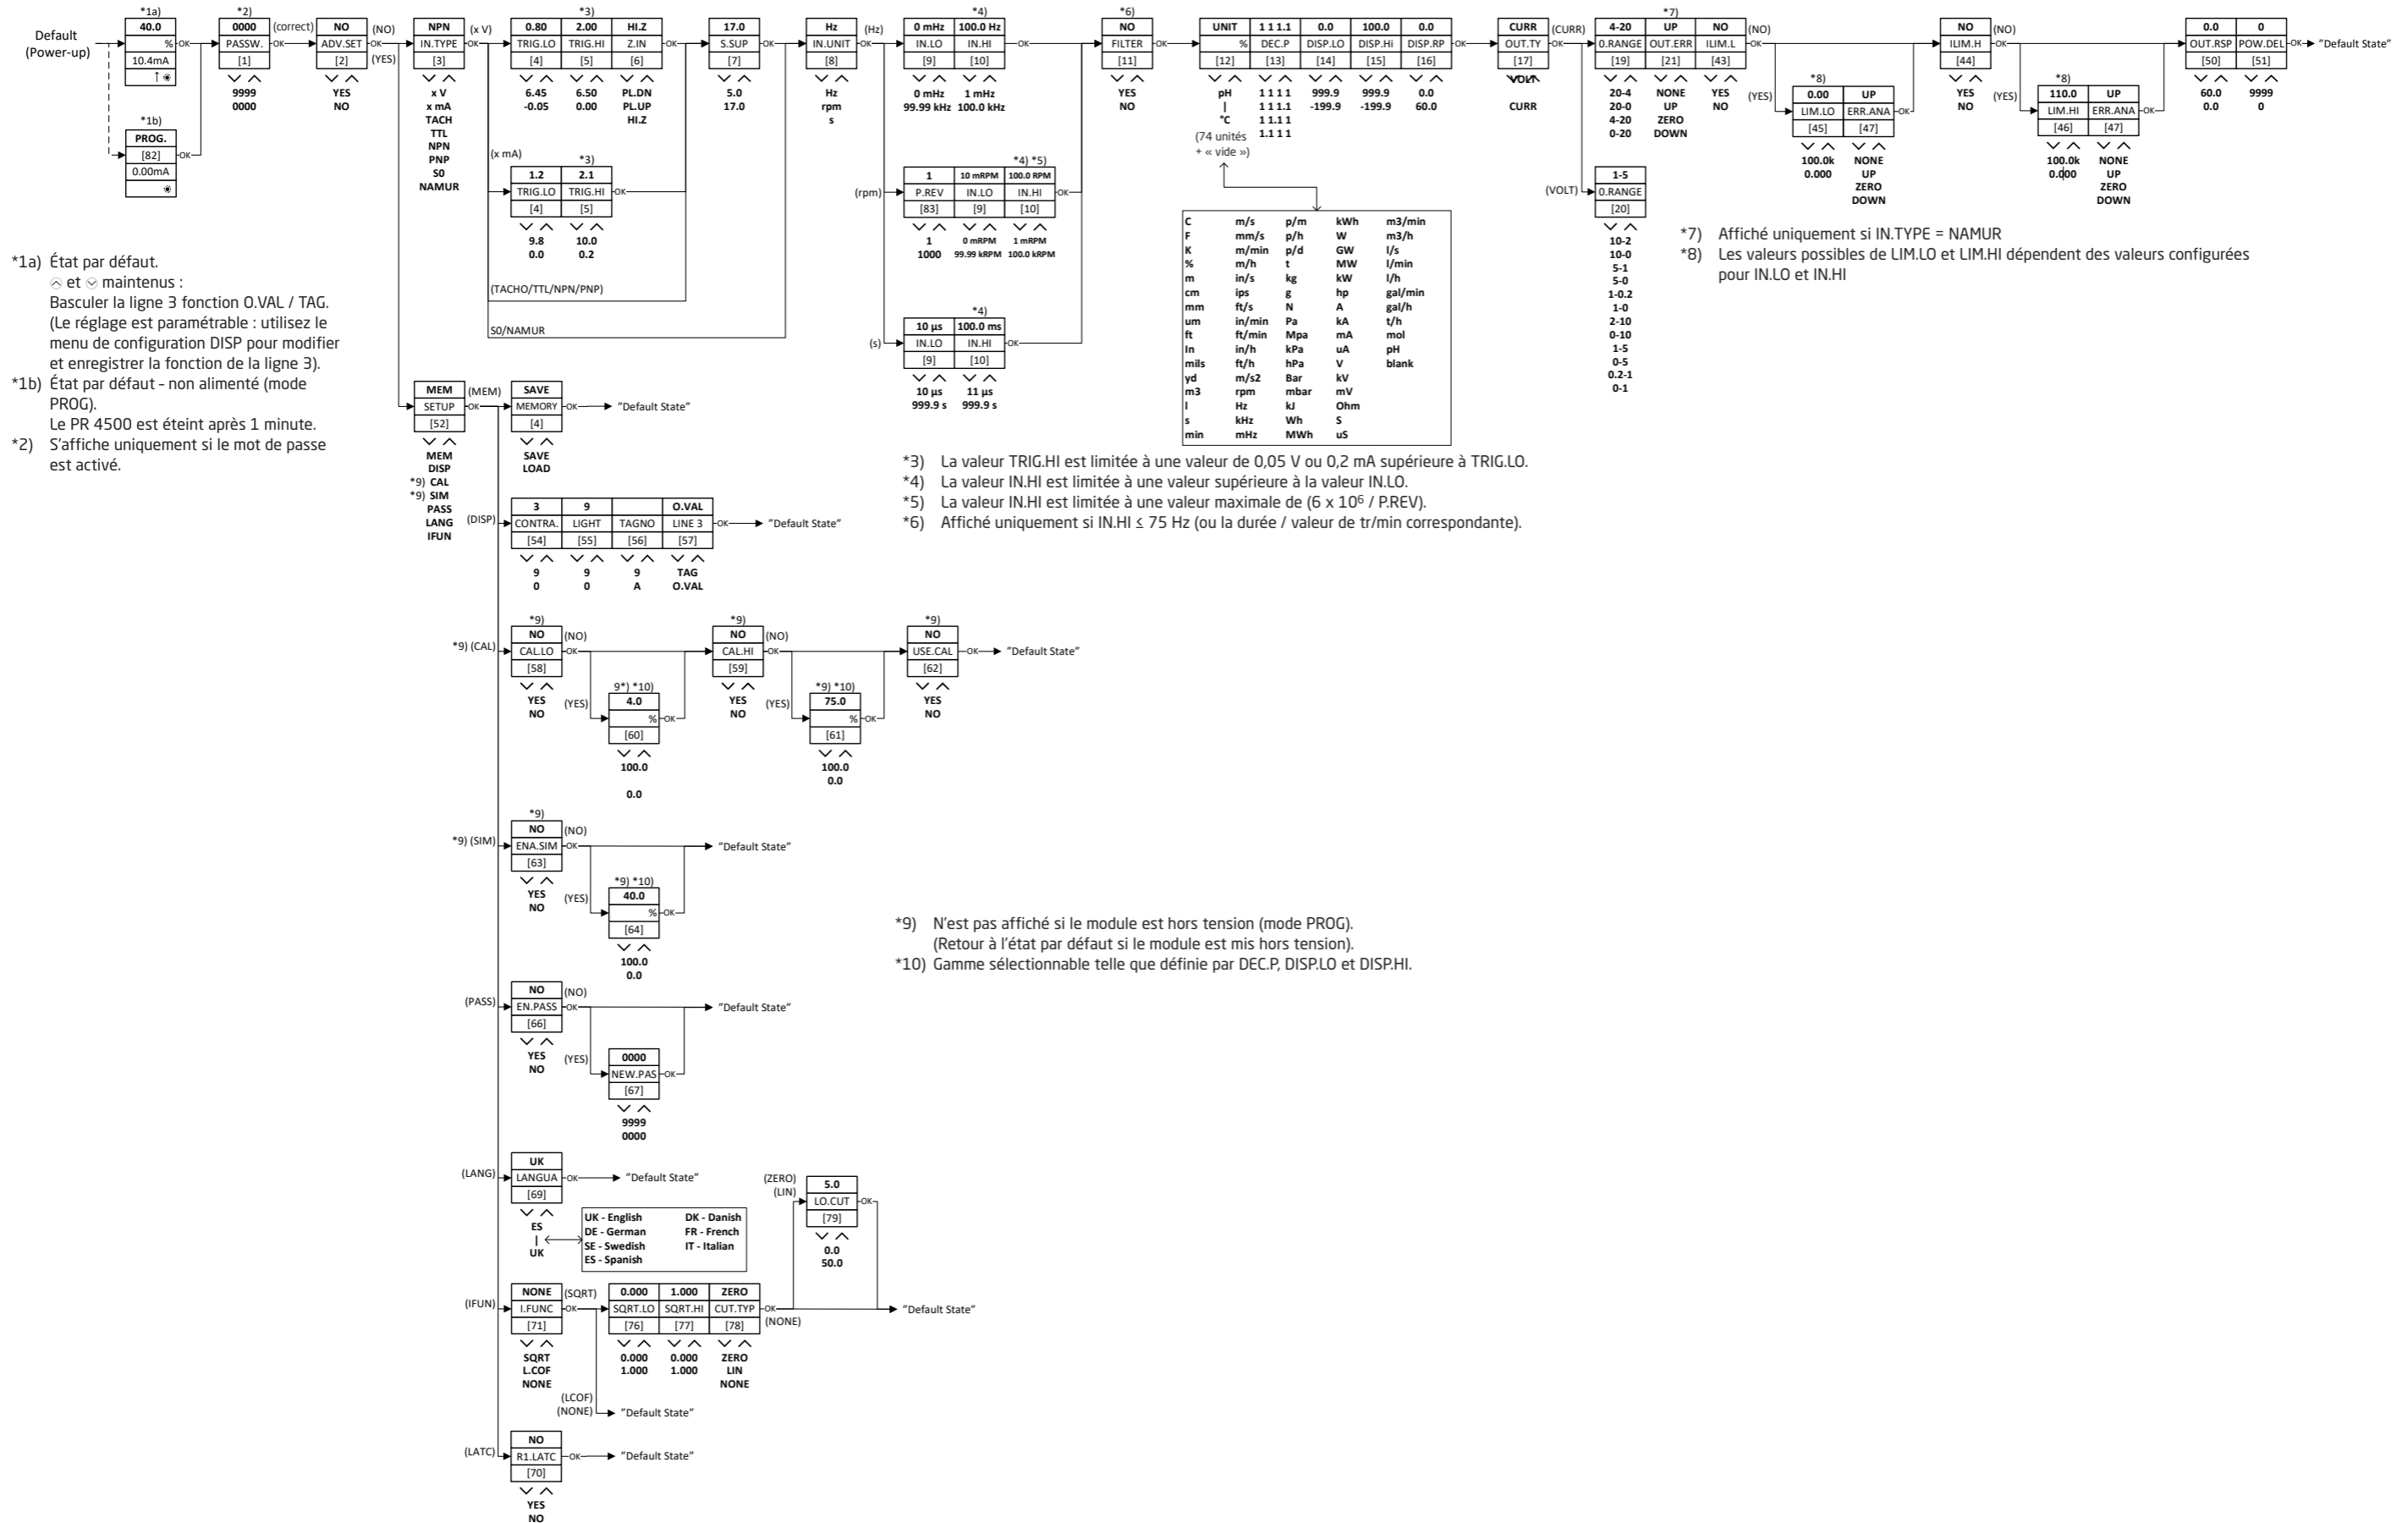 Default
(Power-up)
*1a)
40.0
%
10.4mA
OK
*1b)
PROG.
[82]
0.00mA
OK
*2)
0000
PASSW.
[1]
9999
0000
(correct)
OK
NO
ADV.SET
[2]
YES
NO
(NO)
OK
(YES)
NPN
IN.TYPE
[3]
x V
x mA
TACH
TTL
NPN
PNP
S0
NAMUR
(x V)
OK
*3)
0.80 2.00 HI.Z
TRIG.LO TRIG.HI Z.IN
[4] [5] [6]
6.45 6.50 PL.DN
-0.05 0.00 PL.UP
HI.Z
OK
(x mA)
*3)
1.2 2.1
TRIG.LO TRIG.HI
[4] [5]
9.8 10.0
0.0 0.2
OK
(TACHO/TTL/NPN/PNP)
S0/NAMUR
17.0
S.SUP
[7]
5.0
17.0
OK
Hz
IN.UNIT
[8]
Hz
rpm
s
(Hz)
OK
*4)
0 mHz 100.0 Hz
IN.LO IN.HI
[9] [10]
0 mHz 1 mHz
99.99 kHz 100.0 kHz
OK
(rpm)
*4) *5)
1 10 mRPM 100.0 RPM
P.REV IN.LO IN.HI
[83] [9] [10]
1 0 mRPM 1 mRPM
1000 99.99 kRPM 100.0 kRPM
OK
(s)
*4)
10 µs 100.0 ms
IN.LO IN.HI
[9] [10]
10 µs 11 µs
999.9 s 999.9 s
OK
*6)
NO
FILTER
[11]
YES
NO
OK
UNIT 1 1 1.1 0.0 100.0 0.0
% DEC.P DISP.LO DISP.Hi DISP.RP
[12] [13] [14] [15] [16]
pH 1 1 1 1 999.9 999.9 0.0
| 1 1 1.1 -199.9 -199.9 60.0
°C 1 1.1 1
1.1 1 1
(74 unités
+ « vide »)
OK
C m/s p/m kWh m3/min
F mm/s p/h W m3/h
K m/min p/d GW l/s
% m/h t MW l/min
m in/s kg kW l/h
cm ips g hp gal/min
mm ft/s N A gal/h
um in/min Pa kA t/h
ft ft/min Mpa mA mol
In in/h kPa uA pH
mils ft/h hPa V blank
yd m/s2 Bar kV
m3 rpm mbar mV
l Hz kJ Ohm
s kHz Wh S
min mHz MWh uS
CURR
OUT.TY
[17]
VOLT
CURR
(CURR)
OK
*7)
4-20 UP NO
0.RANGE OUT.ERR ILIM.L
[19] [21] [43]
20-4 NONE YES
20-0 UP NO
4-20 ZERO
0-20 DOWN
(NO)
OK
(VOLT)
1-5
0.RANGE
[20]
10-2
10-0
5-1
5-0
1-0.2
1-0
2-10
0-10
1-5
0-5
0.2-1
0-1
(YES)
*8)
0.00 UP
LIM.LO ERR.ANA
[45] [47]
100.0k NONE
0.000 UP
ZERO
DOWN
OK
NO
ILIM.H
[44]
YES
NO
(NO)
OK
(YES)
*8)
110.0 UP
LIM.HI ERR.ANA
[46] [47]
100.0k NONE
0.000 UP
ZERO
DOWN
OK
0.0 0
OUT.RSP POW.DEL
[50] [51]
60.0 9999
0.0 0
OK
"Default State"
*1a) État par défaut.
et maintenus :
Basculer la ligne 3 fonction O.VAL / TAG.
(Le réglage est paramétrable : utilisez le
menu de configuration DISP pour modifier
et enregistrer la fonction de la ligne 3).
*1b) État par défaut – non alimenté (mode
PROG).
Le PR 4500 est éteint après 1 minute.
*2) S'affiche uniquement si le mot de passe
est activé.
*7) Affiché uniquement si IN.TYPE = NAMUR
*8) Les valeurs possibles de LIM.LO et LIM.HI dépendent des valeurs configurées
pour IN.LO et IN.HI
*3) La valeur TRIG.HI est limitée à une valeur de 0,05 V ou 0,2 mA supérieure à TRIG.LO.
*4) La valeur IN.HI est limitée à une valeur supérieure à la valeur IN.LO.
*5) La valeur IN.HI est limitée à une valeur maximale de (6 x 10⁶ / P.REV).
*6) Affiché uniquement si IN.HI ≤ 75 Hz (ou la durée / valeur de tr/min correspondante).
MEM
SETUP
[52]
MEM
DISP
*9) CAL
*9) SIM
PASS
LANG
IFUN
(MEM)
OK
SAVE
MEMORY
[4]
SAVE
LOAD
OK
"Default State"
(DISP)
3 9 O.VAL
CONTRA. LIGHT TAGNO LINE 3
[54] [55] [56] [57]
9 9 9 TAG
0 0 A O.VAL
OK
"Default State"
*9) (CAL)
*9)
NO
CAL.LO
[58]
YES
NO
(NO)
OK
(YES)
9*) *10)
4.0
%
[60]
100.0
0.0
OK
*9)
NO
CAL.HI
[59]
YES
NO
(NO)
OK
(YES)
*9) *10)
75.0
%
[61]
100.0
0.0
OK
*9)
NO
USE.CAL
[62]
YES
NO
OK
"Default State"
*9) (SIM)
*9)
NO
ENA.SIM
[63]
YES
NO
(NO)
OK
"Default State"
(YES)
*9) *10)
40.0
%
[64]
100.0
0.0
OK
*9) N'est pas affiché si le module est hors tension (mode PROG).
(Retour à l'état par défaut si le module est mis hors tension).
*10) Gamme sélectionnable telle que définie par DEC.P, DISP.LO et DISP.HI.
(PASS)
NO
EN.PASS
[66]
YES
NO
(NO)
OK
"Default State"
(YES)
0000
NEW.PAS
[67]
9999
0000
OK
(LANG)
UK
LANGUA
[69]
ES
|
UK
OK
"Default State"
UK - English DK - Danish
DE - German FR - French
SE - Swedish IT - Italian
ES - Spanish
(IFUN)
NONE
I.FUNC
[71]
SQRT
L.COF
NONE
(SQRT)
OK
0.000 1.000 ZERO
SQRT.LO SQRT.HI CUT.TYP
[76] [77] [78]
0.000 0.000 ZERO
1.000 1.000 LIN
NONE
OK
(NONE)
(ZERO)
(LIN)
5.0
LO.CUT
[79]
0.0
50.0
OK
"Default State"
(LCOF)
(NONE)
"Default State"
(LATC)
NO
R1.LATC
[70]
YES
NO
OK
"Default State"